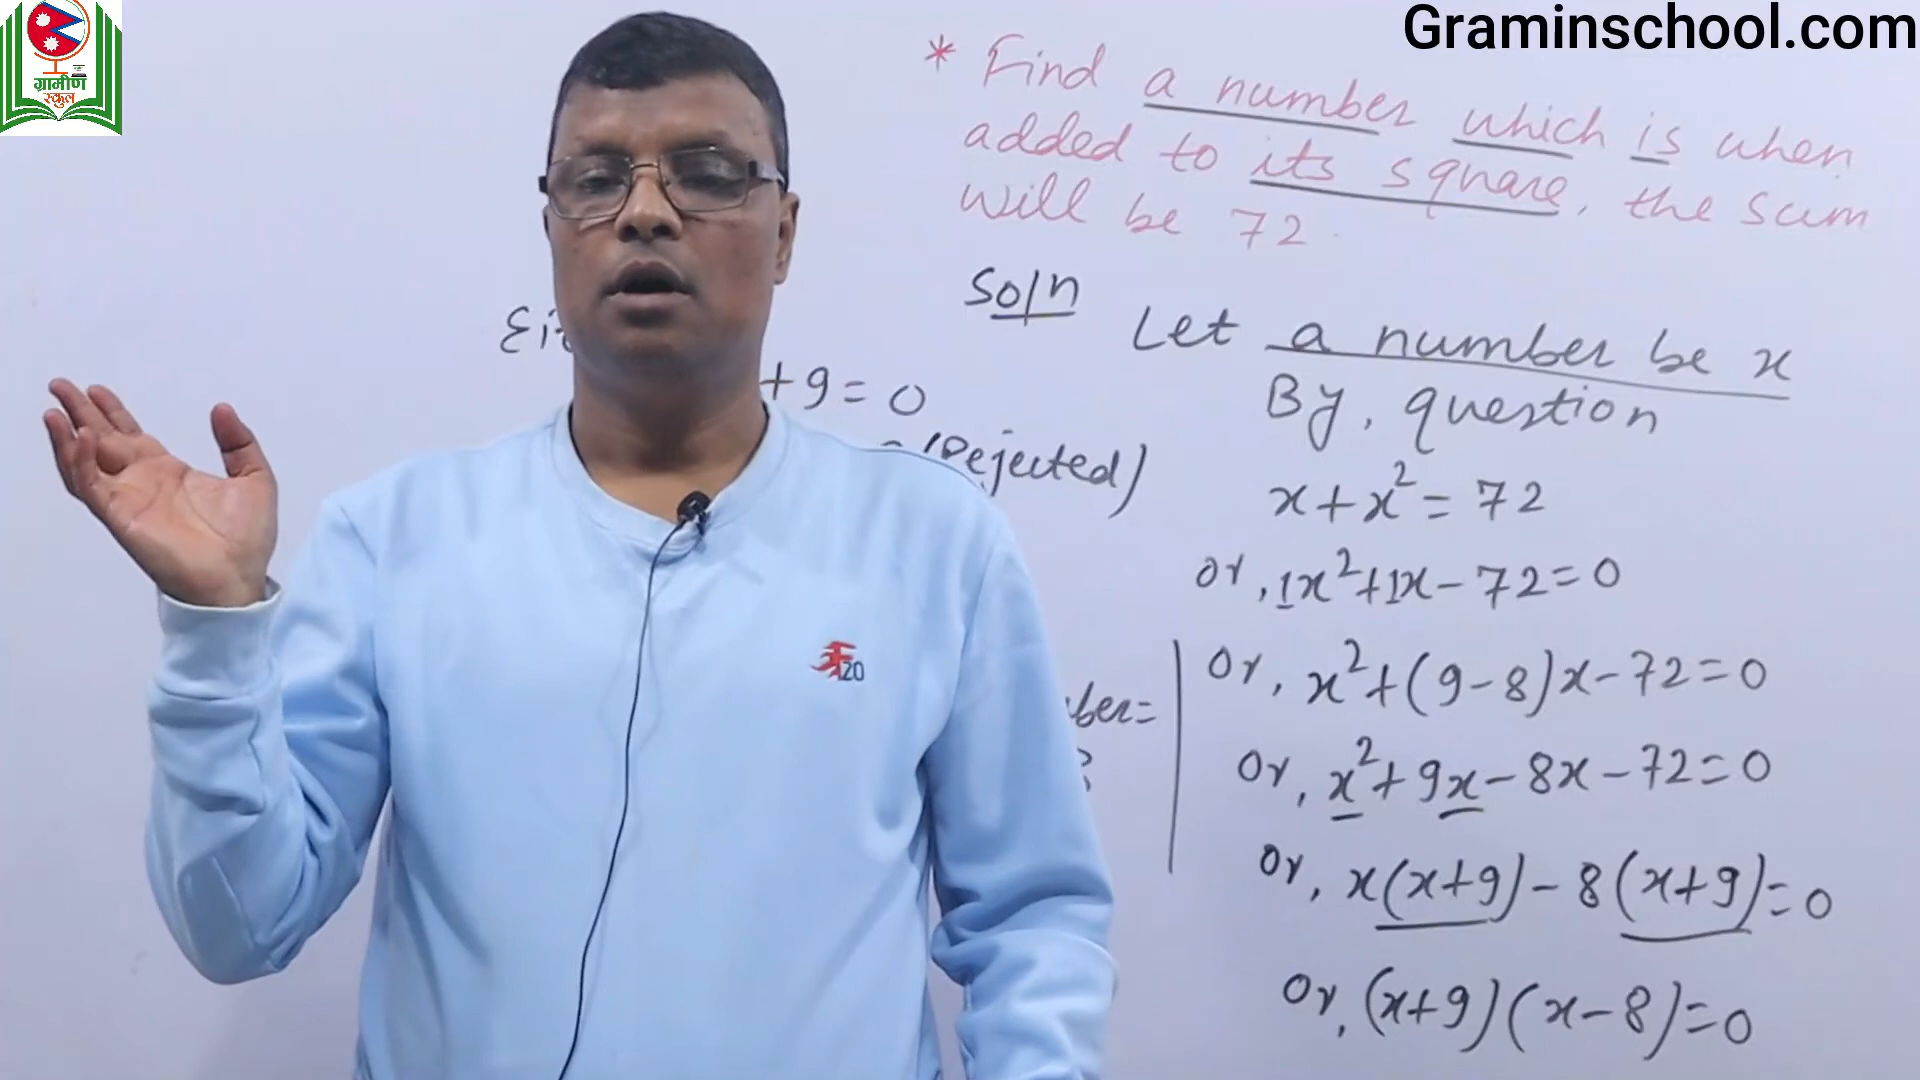 Graminschool.com
ग्रामीण
स्कुल
* Find a number which is when
added to its square, the sum
will be 72.
Soln
Let a number be x
By, question
x + x² = 72
or, 1x² + 1x - 72 = 0
or, x² + (9 - 8)x - 72 = 0
or, x² + 9x - 8x - 72 = 0
or, x(x+9) - 8(x+9) = 0
or, (x+9)(x-8) = 0
+ 9 = 0
(Rejected)
ber =
20